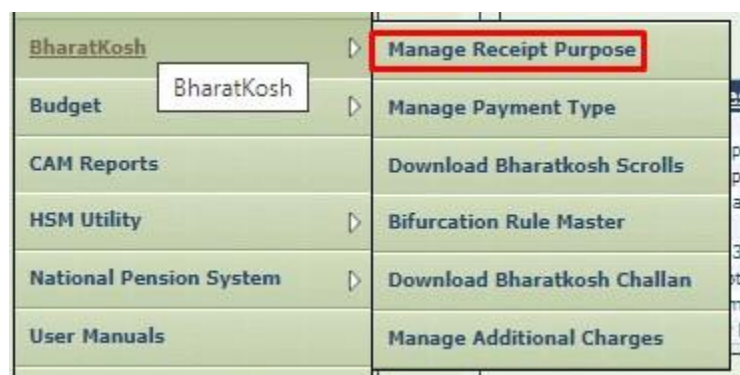 BharatKosh
BharatKosh
Budget
CAM Reports
HSM Utility
National Pension System
User Manuals
Manage Receipt Purpose
Manage Payment Type
Download Bharatkosh Scrolls
Bifurcation Rule Master
Download Bharatkosh Challan
Manage Additional Charges